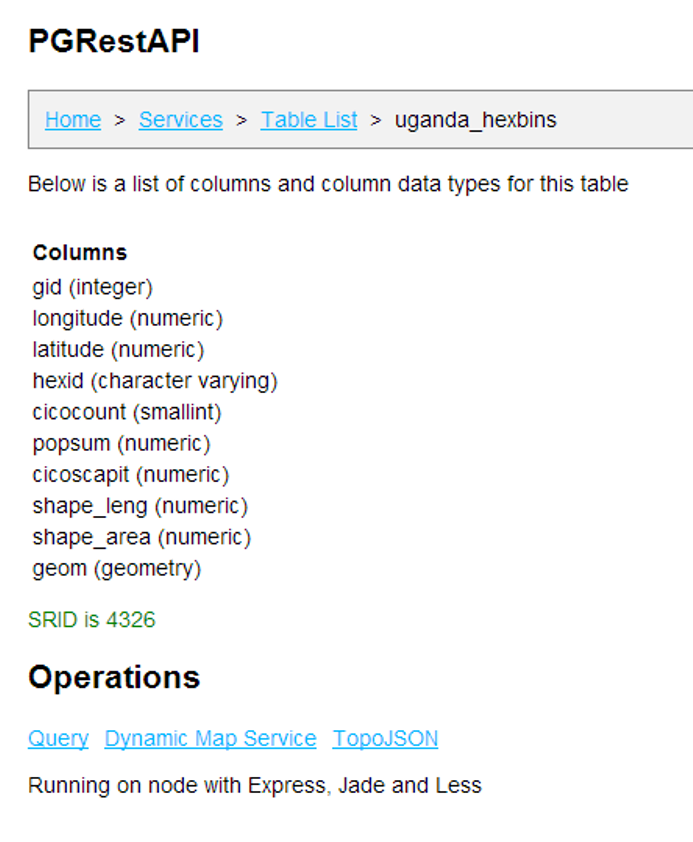 PGRestAPI
Home > Services > Table List > uganda_hexbins
Below is a list of columns and column data types for this table
Columns
gid (integer)
longitude (numeric)
latitude (numeric)
hexid (character varying)
cicocount (smallint)
popsum (numeric)
cicoscapit (numeric)
shape_leng (numeric)
shape_area (numeric)
geom (geometry)
SRID is 4326
Operations
Query Dynamic Map Service TopoJSON
Running on node with Express, Jade and Less